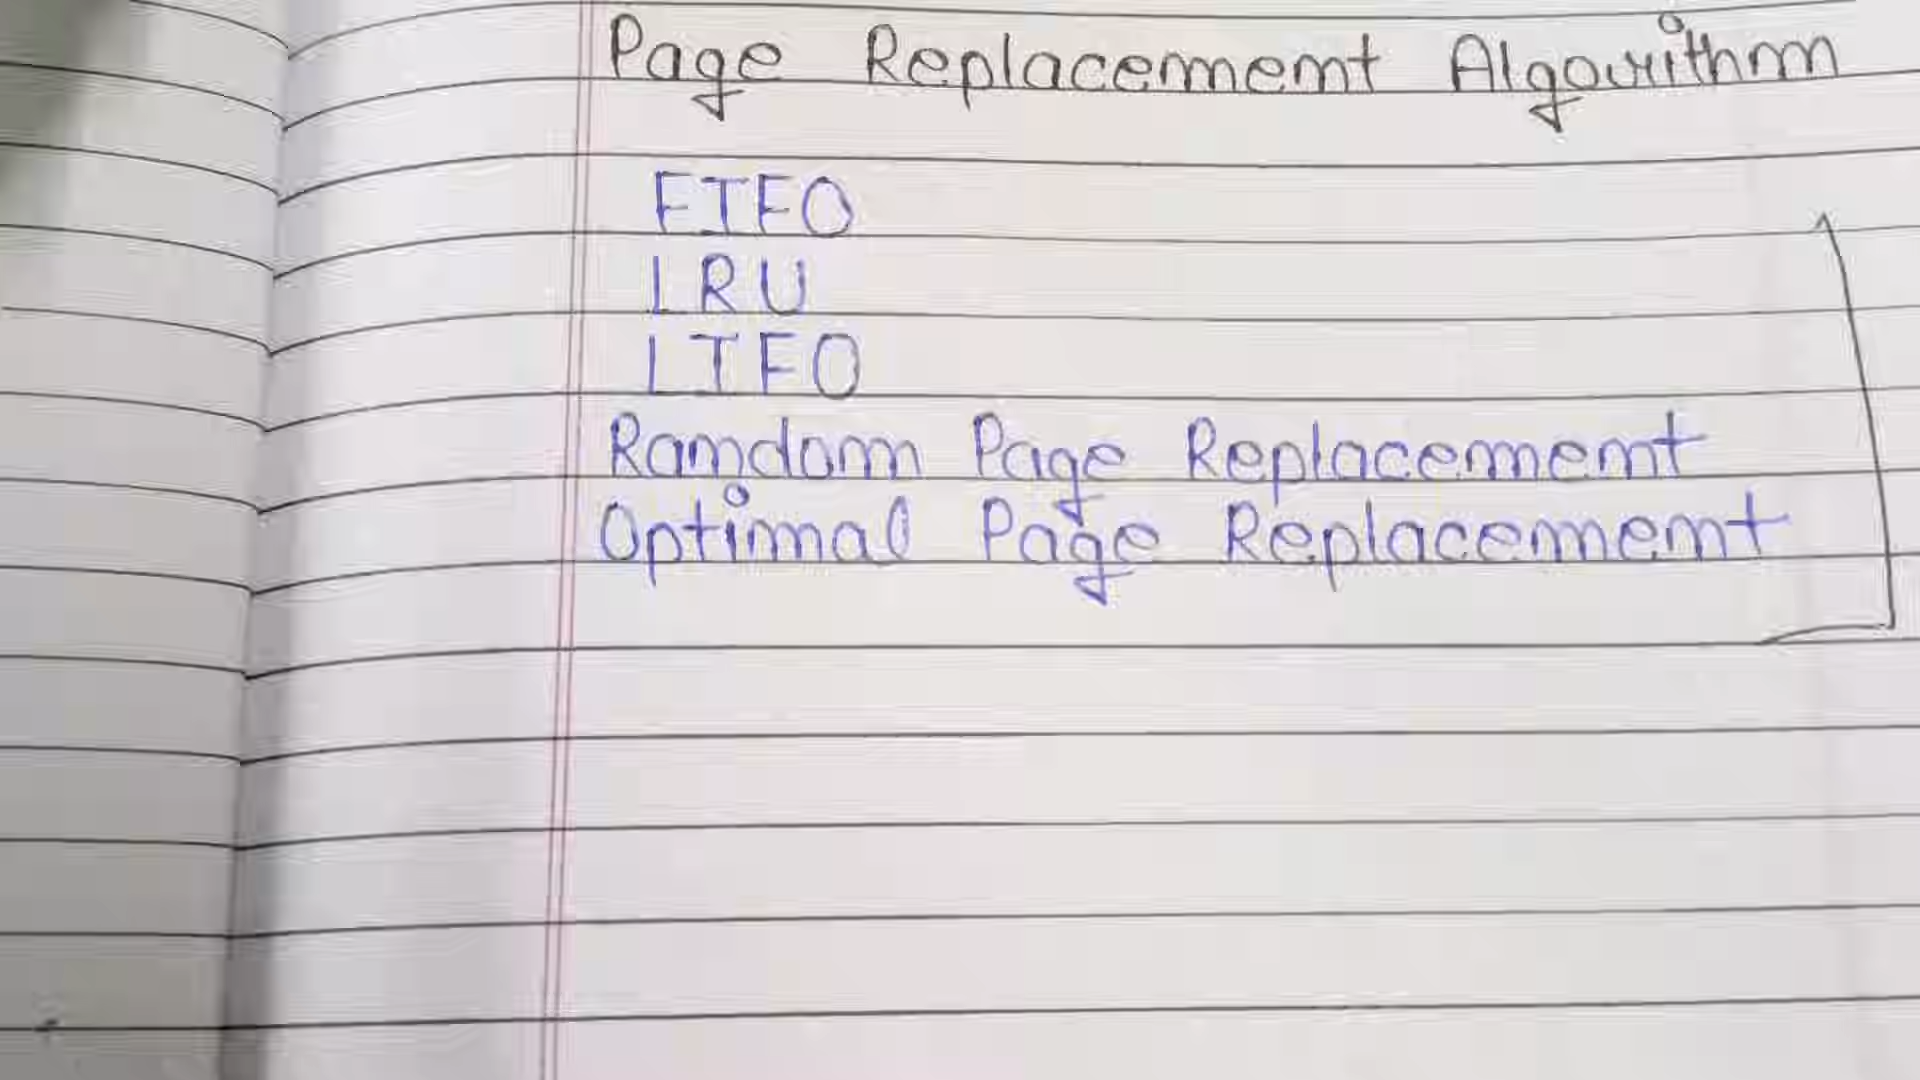 Page Replacement Algorithm
FIFO
LRU
LIFO
Random Page Replacement
Optimal Page Replacement